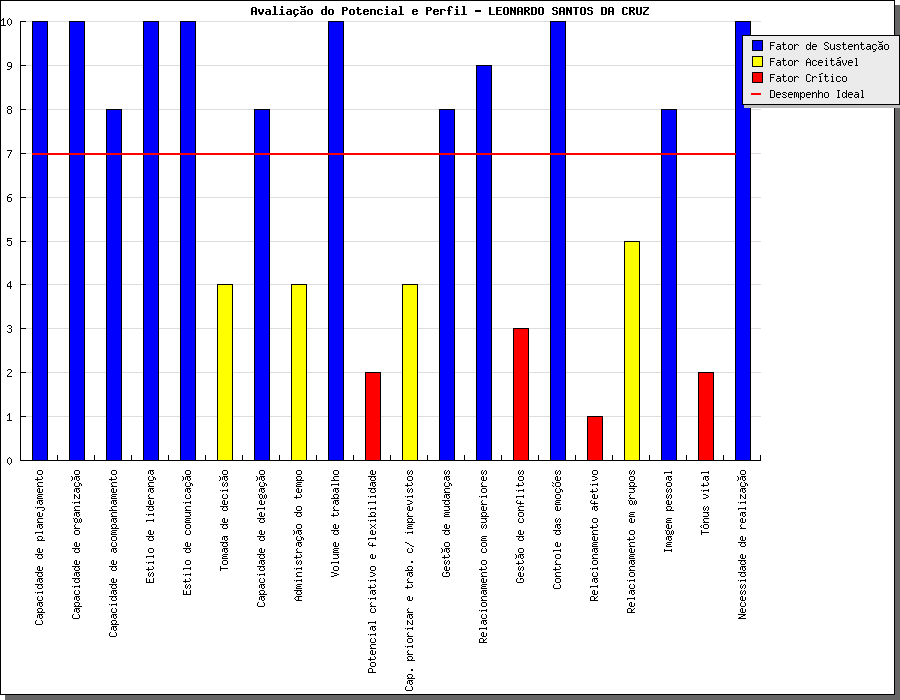 Avaliação do Potencial e Perfil - LEONARDO SANTOS DA CRUZ
10
9
8
7
6
5
4
3
2
1
0
Fator de Sustentação
Fator Aceitável
Fator Crítico
Desempenho Ideal
Capacidade de planejamento
Capacidade de organização
Capacidade de acompanhamento
Estilo de liderança
Estilo de comunicação
Tomada de decisão
Capacidade de delegação
Administração do tempo
Volume de trabalho
Potencial criativo e flexibilidade
Cap. priorizar e trab. c/ imprevistos
Gestão de mudanças
Relacionamento com superiores
Gestão de conflitos
Controle das emoções
Relacionamento afetivo
Relacionamento em grupos
Imagem pessoal
Tônus vital
Necessidade de realização